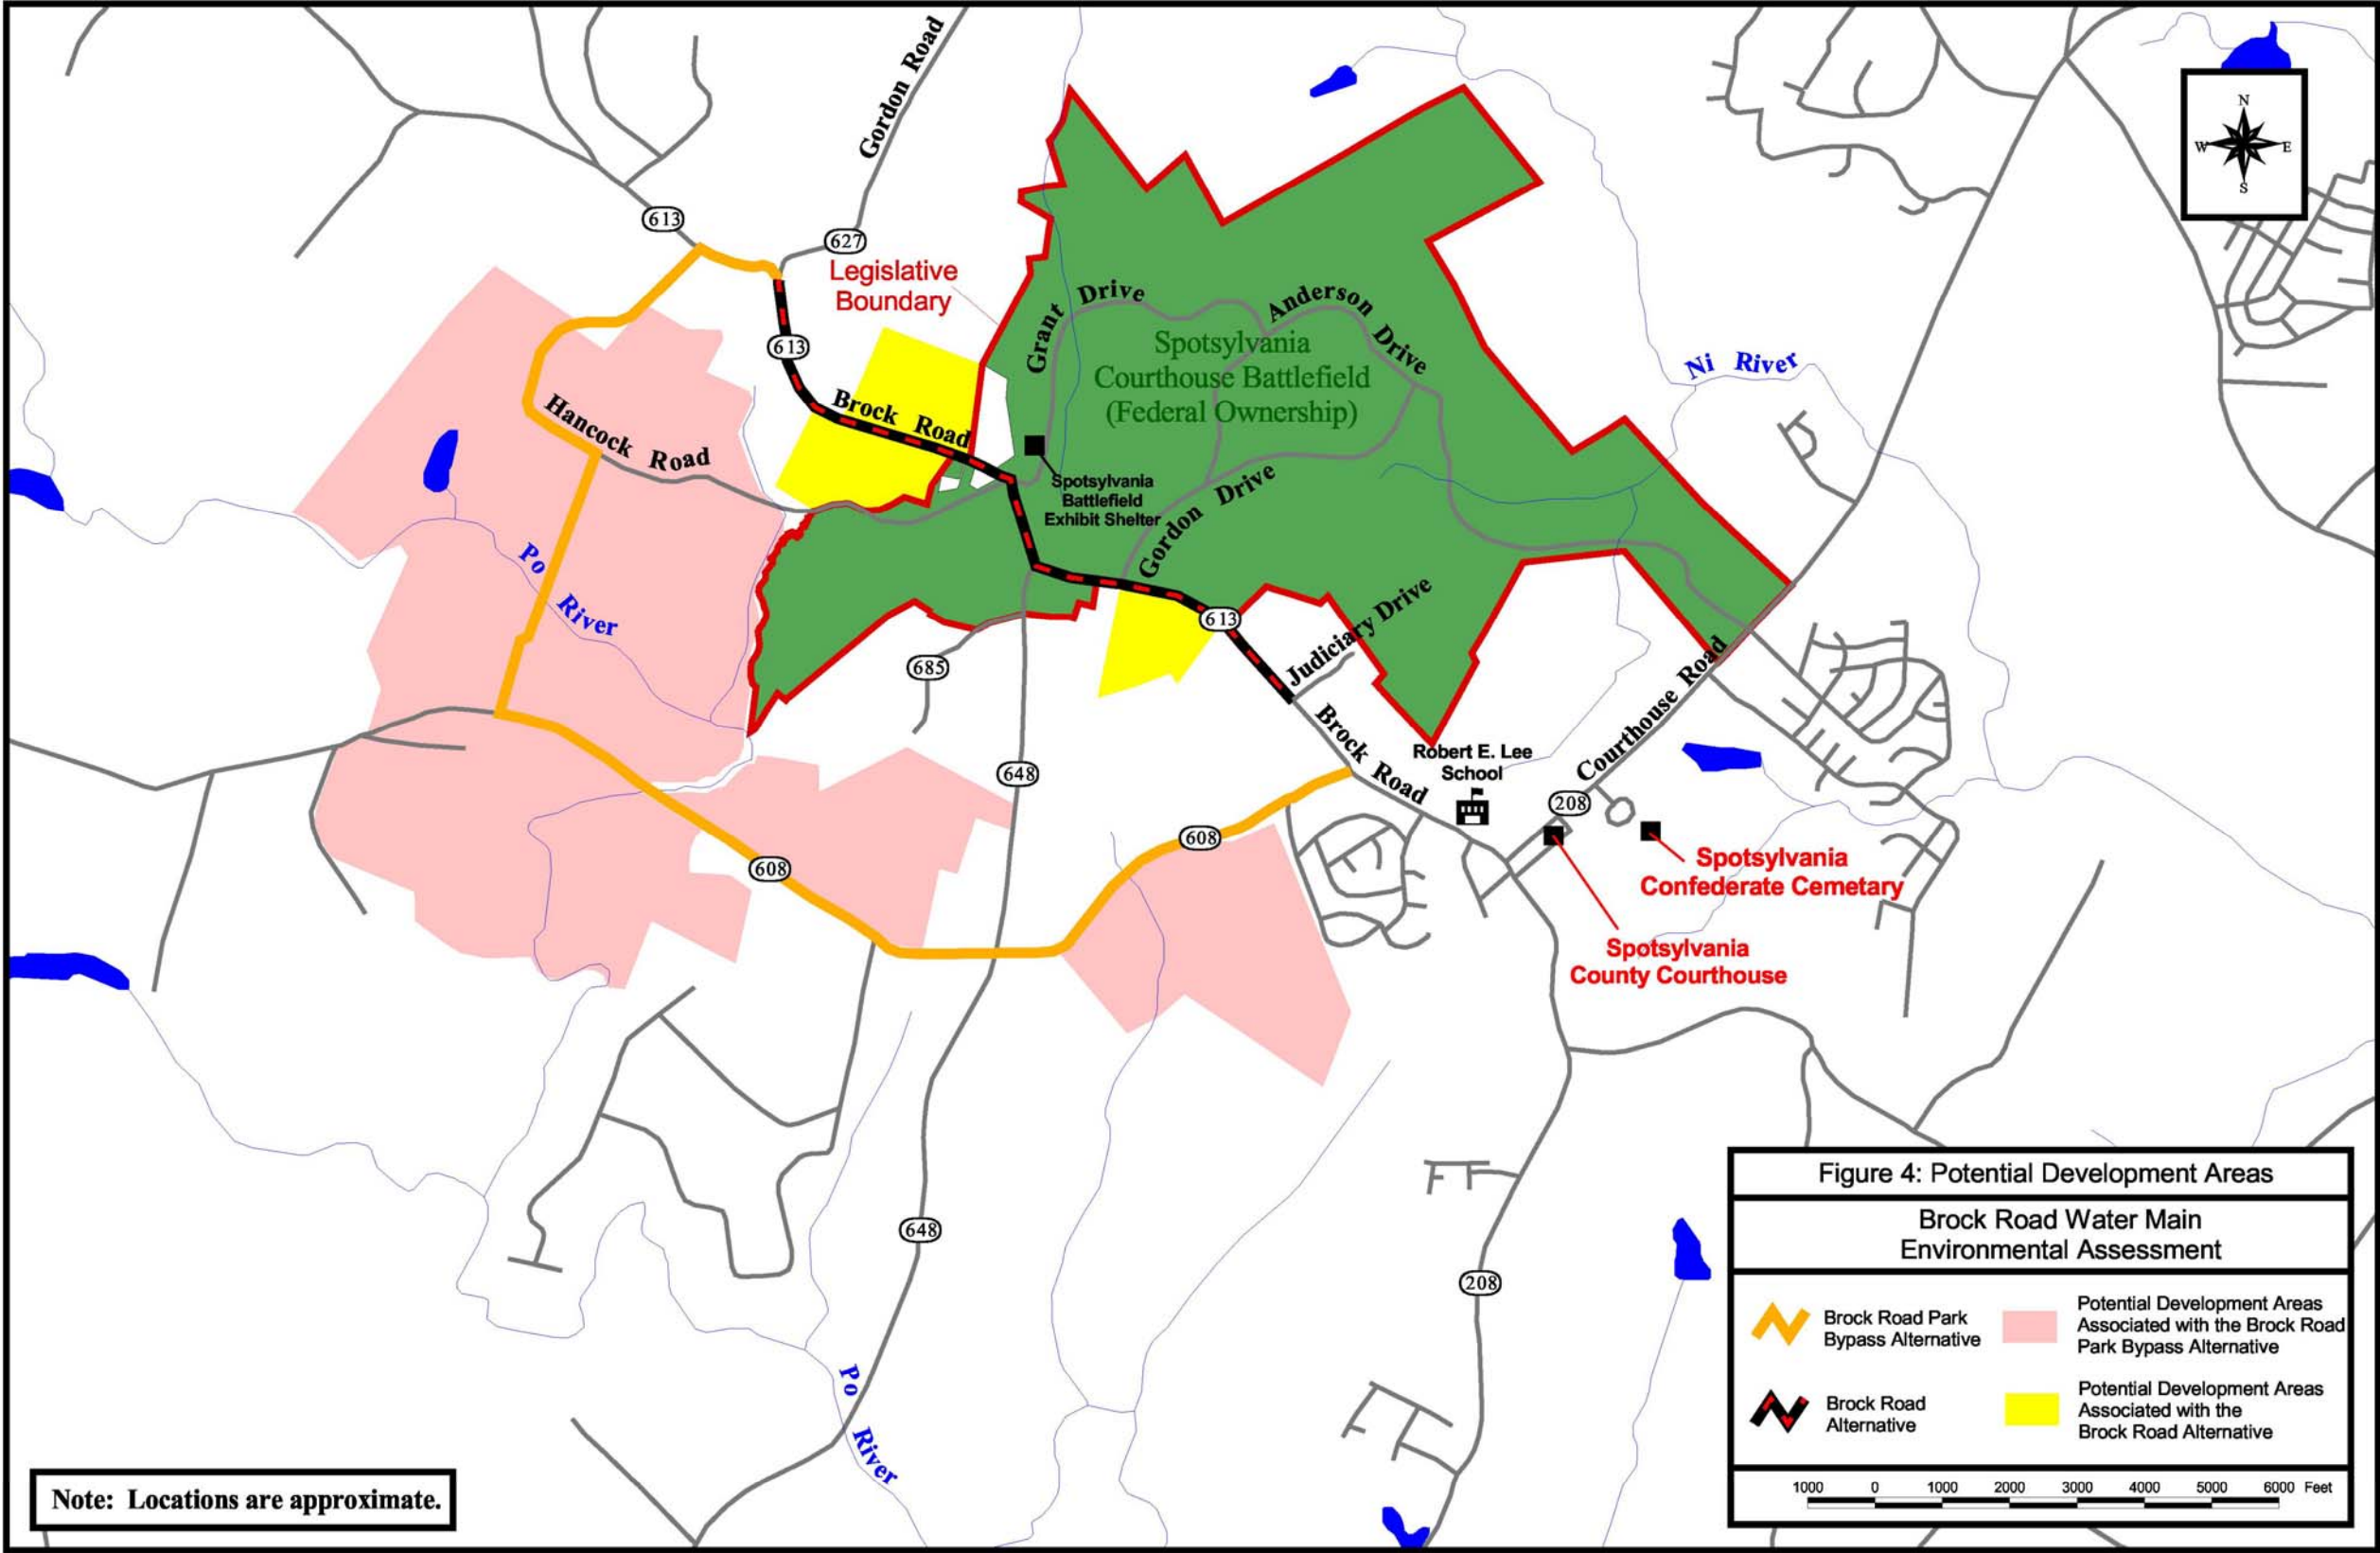 Gordon Road
N
W
E
S
613
627
Legislative
Boundary
Grant
Drive
Anderson
Drive
Spotsylvania
Courthouse Battlefield
(Federal Ownership)
Ni River
613
Brock Road
Hancock Road
Spotsylvania
Battlefield
Exhibit Shelter
Gordon Drive
Po
River
613
Judiciary Drive
685
Courthouse Road
Brock Road
Robert E. Lee
School
648
208
608
608
Spotsylvania
Confederate Cemetary
Spotsylvania
County Courthouse
648
208
Po
River
Figure 4: Potential Development Areas
Brock Road Water Main
Environmental Assessment
Brock Road Park
Bypass Alternative
Potential Development Areas
Associated with the Brock Road
Park Bypass Alternative
Brock Road
Alternative
Potential Development Areas
Associated with the
Brock Road Alternative
1000 0 1000 2000 3000 4000 5000 6000 Feet
Note: Locations are approximate.